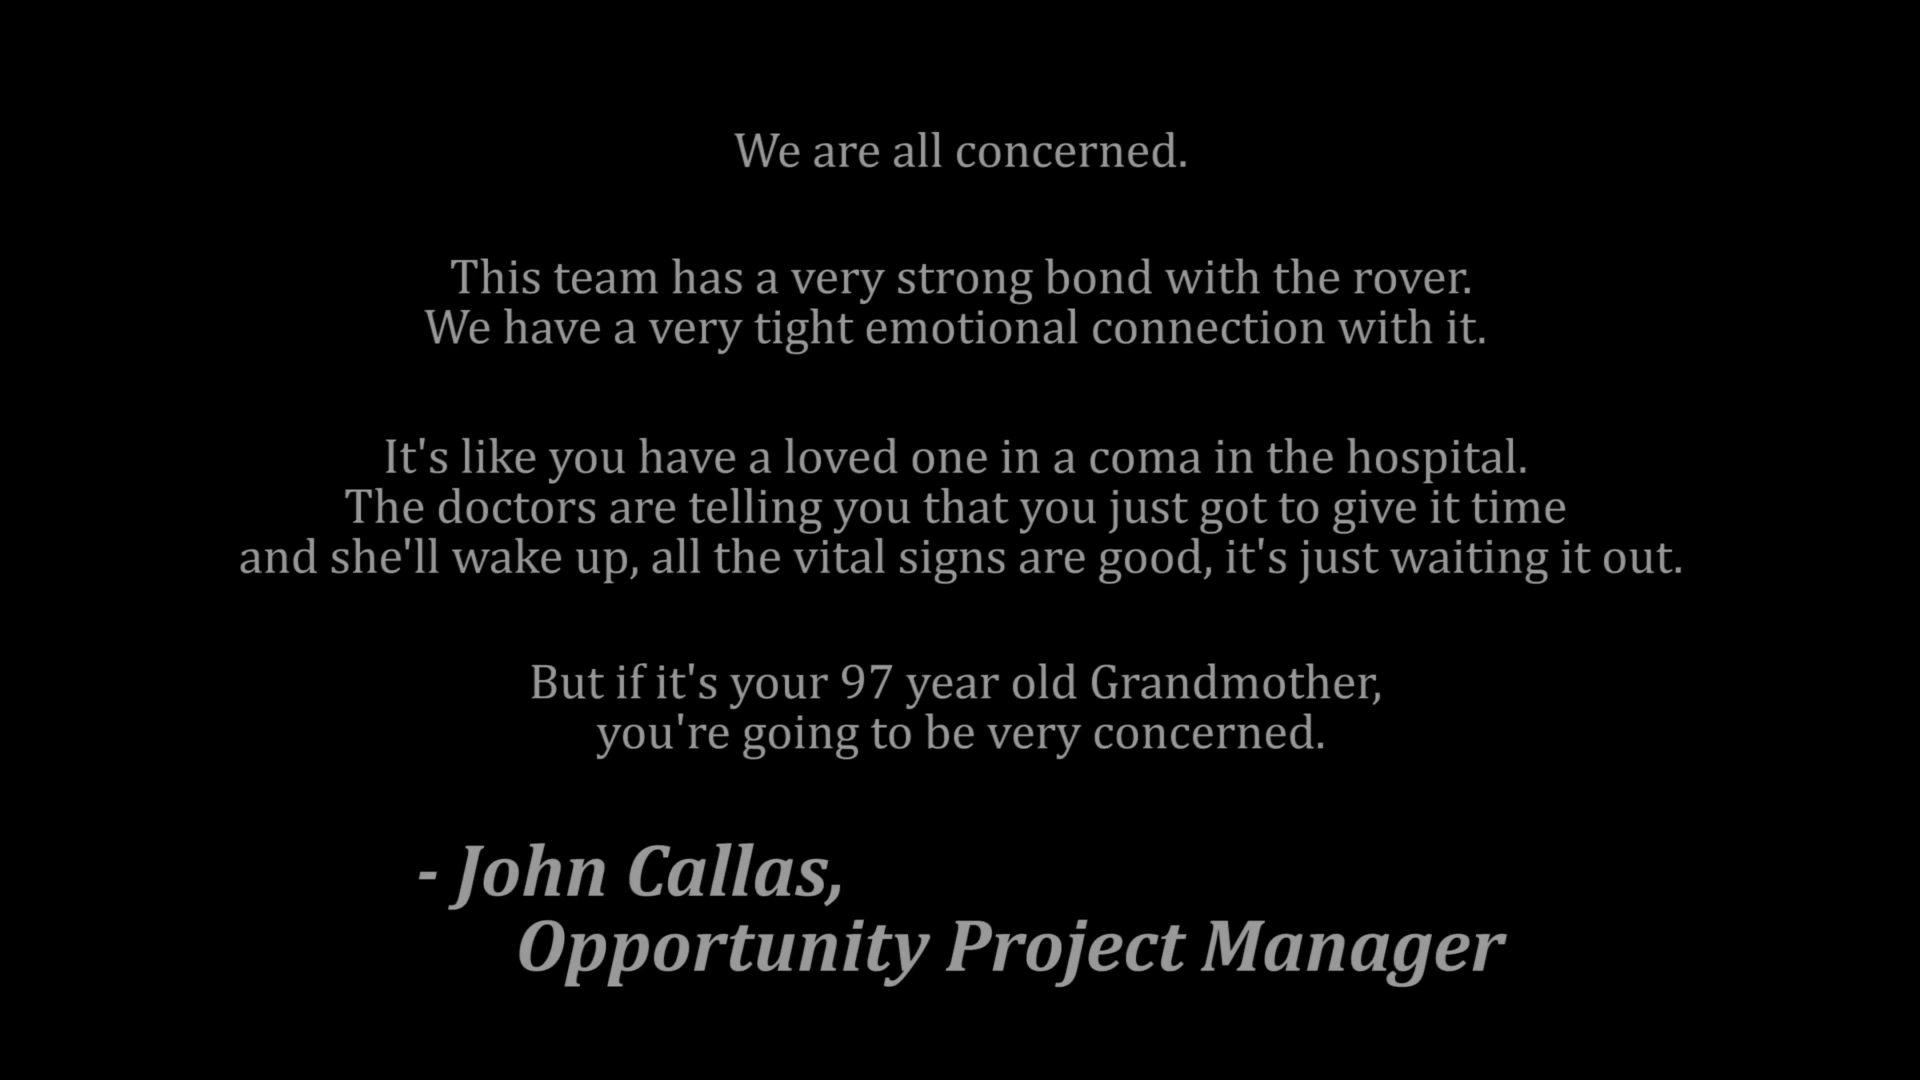 We are all concerned.
This team has a very strong bond with the rover.
We have a very tight emotional connection with it.
It's like you have a loved one in a coma in the hospital.
The doctors are telling you that you just got to give it time
and she'll wake up, all the vital signs are good, it's just waiting it out.
But if it's your 97 year old Grandmother,
you're going to be very concerned.
- John Callas,
Opportunity Project Manager